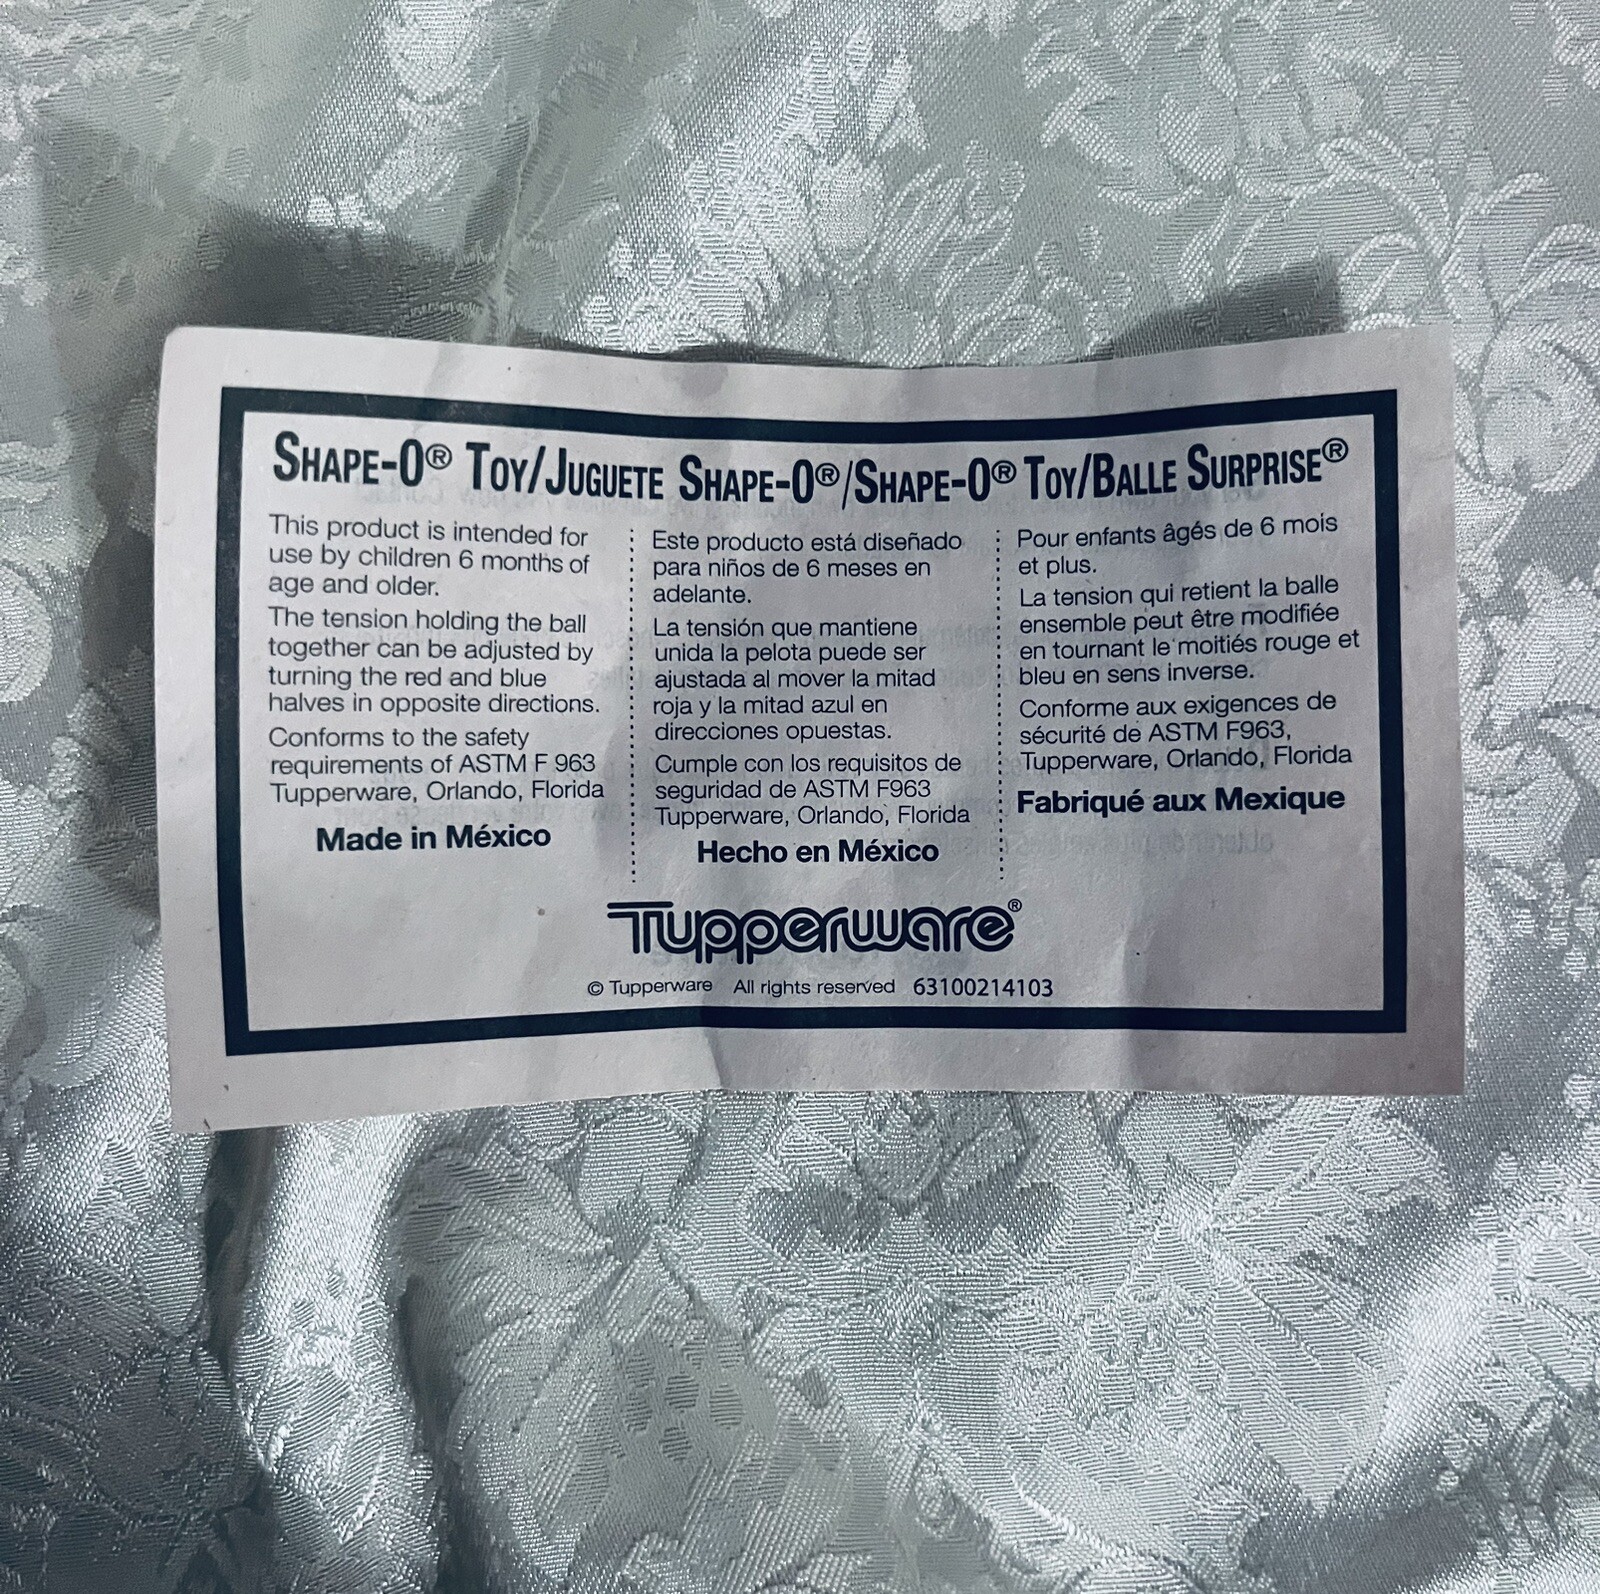 SHAPE-O® TOY/JUGUETE SHAPE-O®/SHAPE-O® TOY/BALLE SURPRISE®
This product is intended for
use by children 6 months of
age and older.
The tension holding the ball
together can be adjusted by
turning the red and blue
halves in opposite directions.
Conforms to the safety
requirements of ASTM F 963
Tupperware, Orlando, Florida
Made in México
Este producto está diseñado
para niños de 6 meses en
adelante.
La tensión que mantiene
unida la pelota puede ser
ajustada al mover la mitad
roja y la mitad azul en
direcciones opuestas.
Cumple con los requisitos de
seguridad de ASTM F963
Tupperware, Orlando, Florida
Hecho en México
Pour enfants âgés de 6 mois
et plus.
La tension qui retient la balle
ensemble peut être modifiée
en tournant le moitiés rouge et
bleu en sens inverse.
Conforme aux exigences de
sécurité de ASTM F963,
Tupperware, Orlando, Florida
Fabriqué aux Mexique
Tupperware®
© Tupperware All rights reserved 63100214103